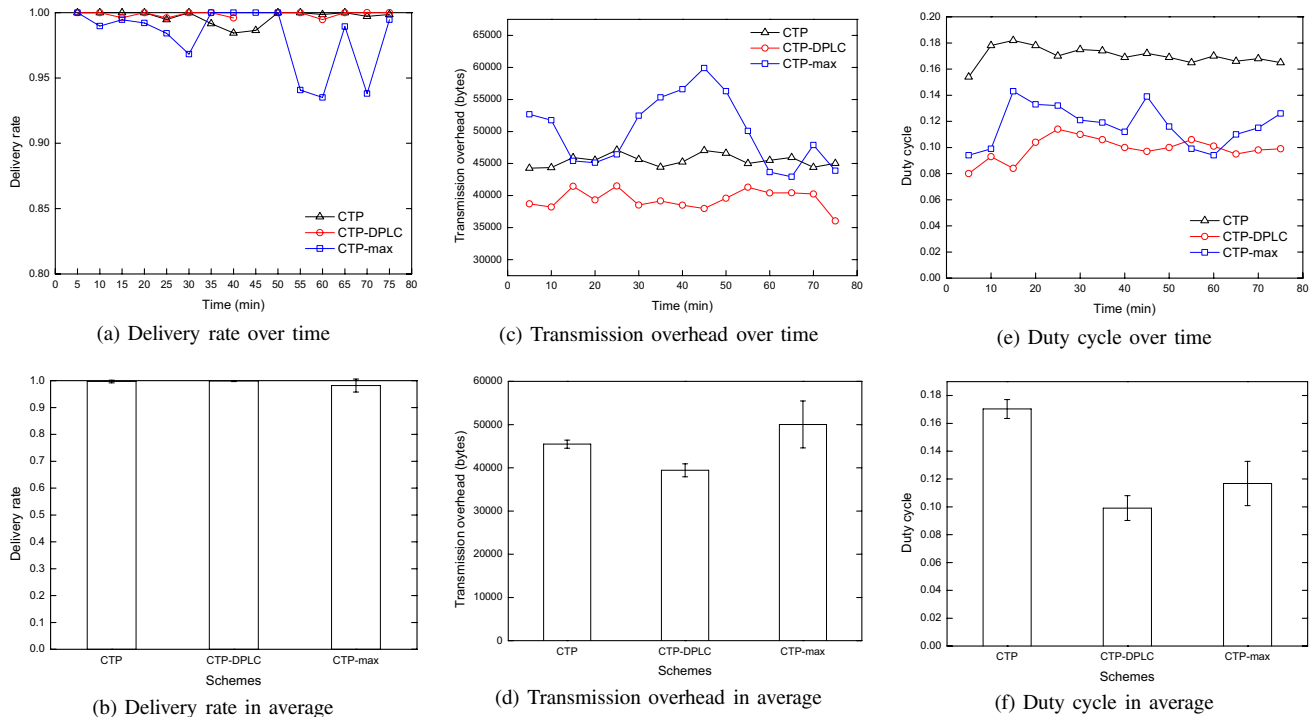 1.00
0.95
0.90
0.85
0.80
Delivery rate
CTP
CTP-DPLC
CTP-max
0 5 10 15 20 25 30 35 40 45 50 55 60 65 70 75 80
Time (min)
(a) Delivery rate over time
65000
60000
55000
50000
45000
40000
35000
30000
Transmission overhead (bytes)
CTP
CTP-DPLC
CTP-max
0 10 20 30 40 50 60 70 80
Time (min)
(c) Transmission overhead over time
0.20
0.18
0.16
0.14
0.12
0.10
0.08
0.06
0.04
0.02
0.00
Duty cycle
CTP
CTP-DPLC
CTP-max
0 10 20 30 40 50 60 70 80
Time (min)
(e) Duty cycle over time
1.0
0.9
0.8
0.7
0.6
0.5
0.4
0.3
0.2
0.1
0.0
Delivery rate
CTP CTP-DPLC CTP-max
Schemes
(b) Delivery rate in average
60000
50000
40000
30000
20000
10000
0
Transmission overhead (bytes)
CTP CTP-DPLC CTP-max
Schemes
(d) Transmission overhead in average
0.18
0.16
0.14
0.12
0.10
0.08
0.06
0.04
0.02
0.00
Duty cycle
CTP CTP-DPLC CTP-max
Schemes
(f) Duty cycle in average